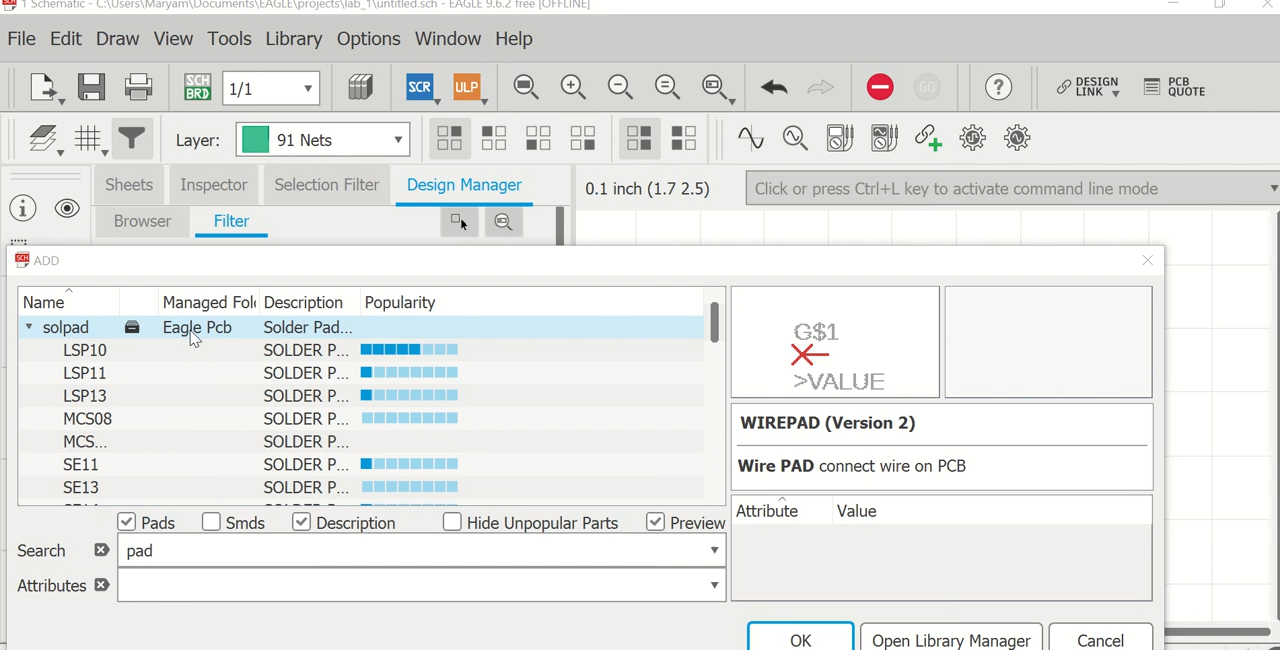 1 Schematic - C:\Users\Maryam\Documents\EAGLE\projects\lab_1\untitled.sch - EAGLE 9.6.2 free [OFFLINE]
File Edit Draw View Tools Library Options Window Help
SCH BRD 1/1 SCR ULP GO ? DESIGN LINK PCB QUOTE
Layer: 91 Nets
Sheets Inspector Selection Filter Design Manager 0.1 inch (1.7 2.5) Click or press Ctrl+L key to activate command line mode
Browser Filter
SCH ADD
Name Managed Fol Description Popularity
solpad Eagle Pcb Solder Pad...
LSP10 SOLDER P...
LSP11 SOLDER P...
LSP13 SOLDER P...
MCS08 SOLDER P...
MCS... SOLDER P...
SE11 SOLDER P...
SE13 SOLDER P...
G$1
>VALUE
WIREPAD (Version 2)
Wire PAD connect wire on PCB
Attribute Value
Pads Smds Description Hide Unpopular Parts Preview
Search pad
Attributes
OK Open Library Manager Cancel